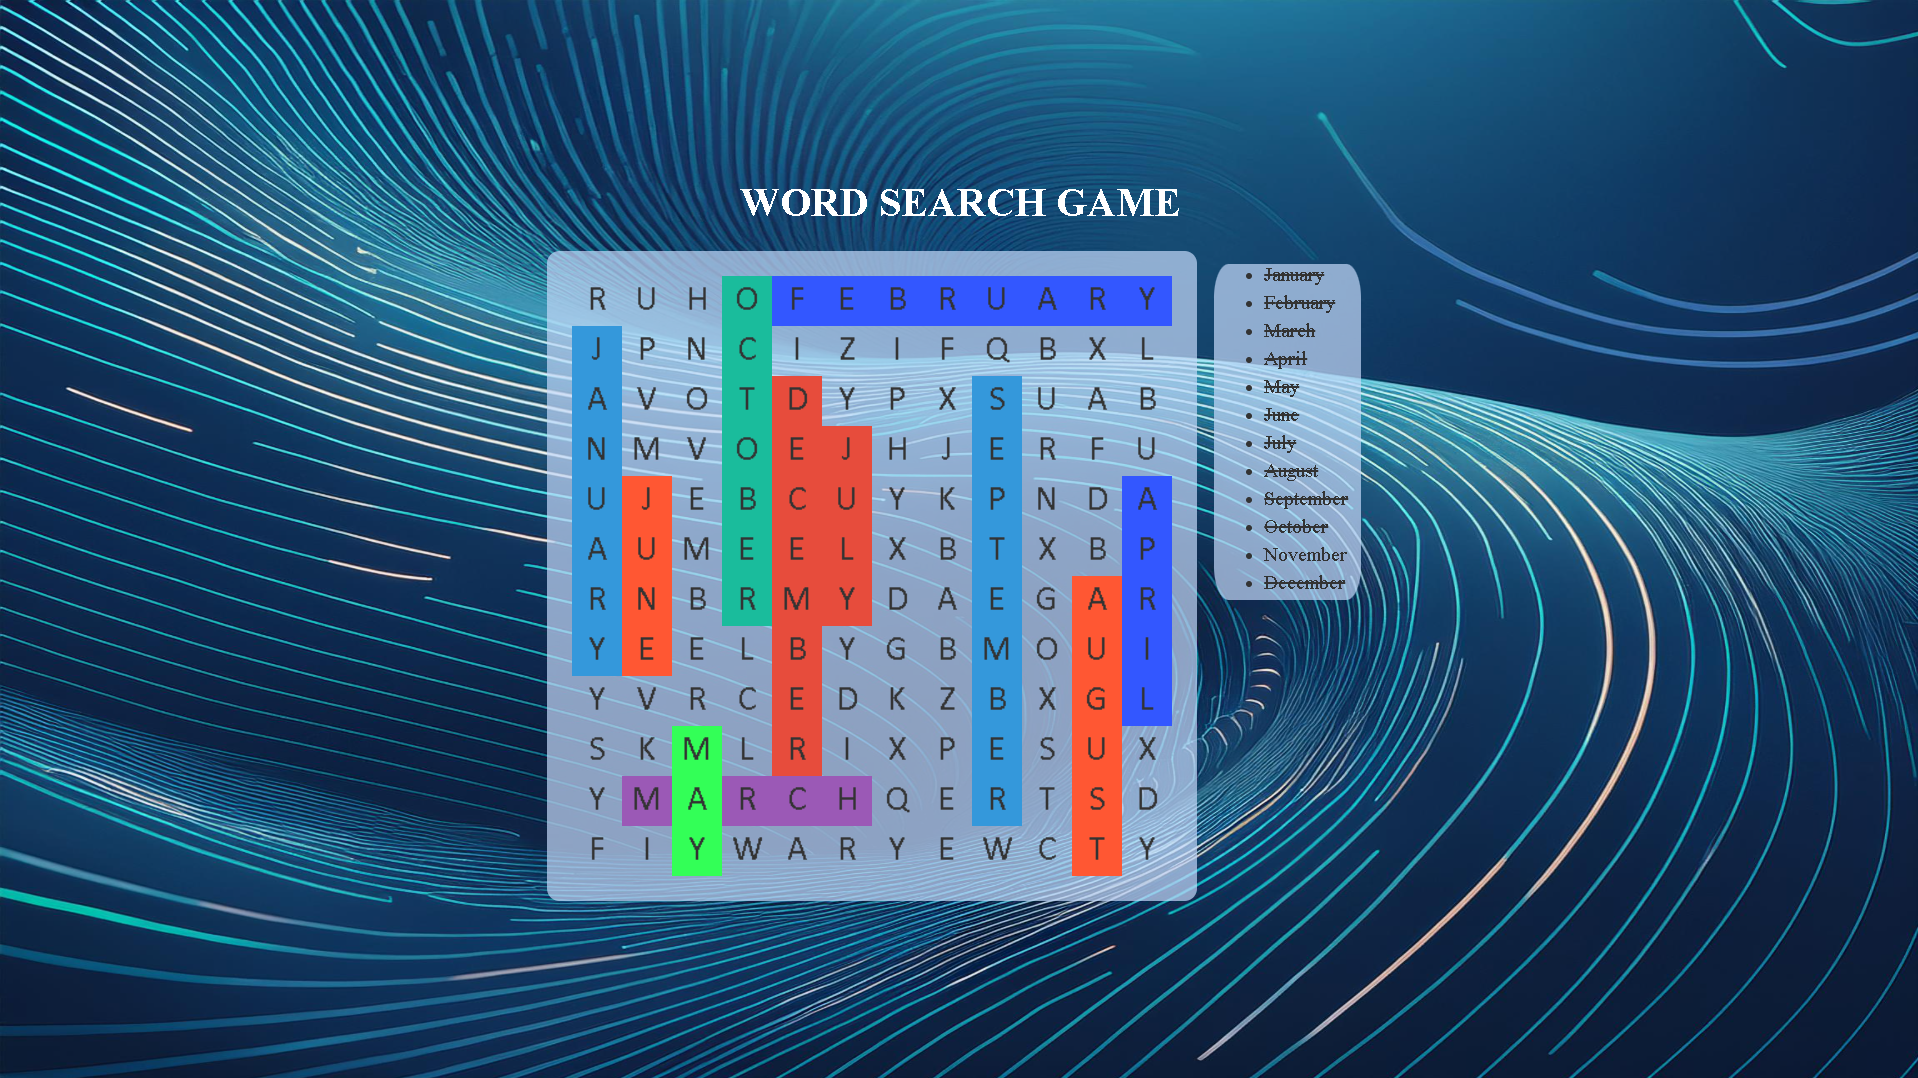 WORD SEARCH GAME
R U H O F E B R U A R Y
J P N C I Z I F Q B X L
A V O T D Y P X S U A B
N M V O E J H J E R F U
U J E B C U Y K P N D A
A U M E E L X B T X B P
R N B R M Y D A E G A R
Y E E L B Y G B M O U I
Y V R C E D K Z B X G L
S K M L R I X P E S U X
Y M A R C H Q E R T S D
F I Y W A R Y E W C T Y
January
February
March
April
May
June
July
August
September
October
November
December